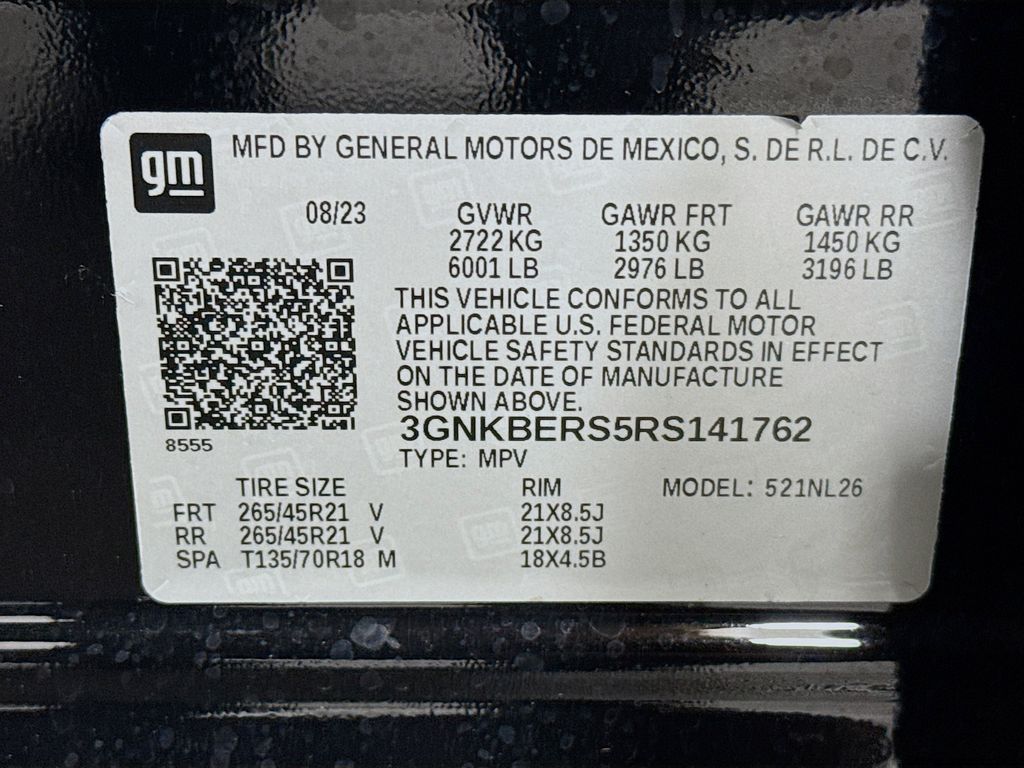 gm
MFD BY GENERAL MOTORS DE MEXICO, S. DE R.L. DE C.V.
08/23 GVWR GAWR FRT GAWR RR
2722 KG 1350 KG 1450 KG
6001 LB 2976 LB 3196 LB
THIS VEHICLE CONFORMS TO ALL
APPLICABLE U.S. FEDERAL MOTOR
VEHICLE SAFETY STANDARDS IN EFFECT
ON THE DATE OF MANUFACTURE
SHOWN ABOVE.
3GNKBERS5RS141762
8555
TYPE: MPV
TIRE SIZE RIM MODEL: 521NL26
FRT 265/45R21 V 21X8.5J
RR 265/45R21 V 21X8.5J
SPA T135/70R18 M 18X4.5B